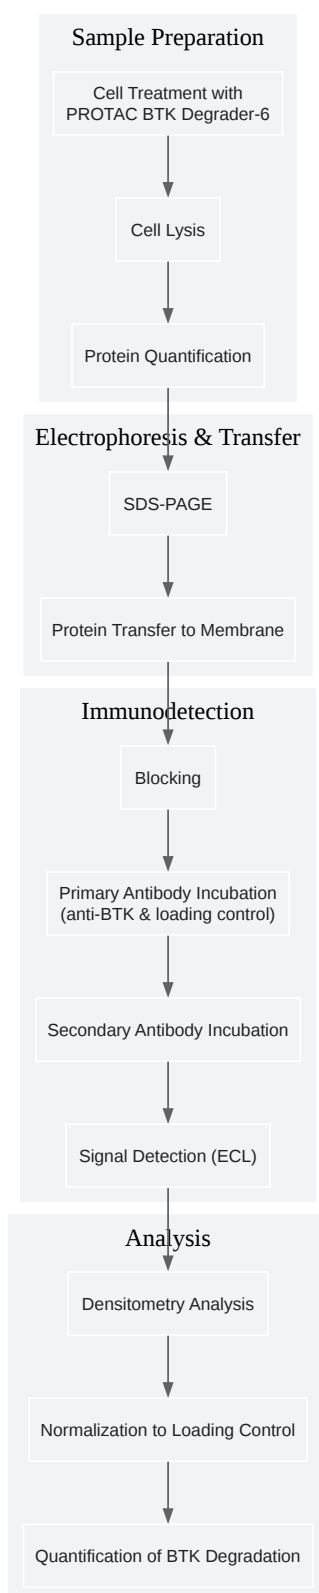 Sample Preparation
Cell Treatment with
PROTAC BTK Degrader-6
Cell Lysis
Protein Quantification
Electrophoresis & Transfer
SDS-PAGE
Protein Transfer to Membrane
Immunodetection
Blocking
Primary Antibody Incubation
(anti-BTK & loading control)
Secondary Antibody Incubation
Signal Detection (ECL)
Analysis
Densitometry Analysis
Normalization to Loading Control
Quantification of BTK Degradation